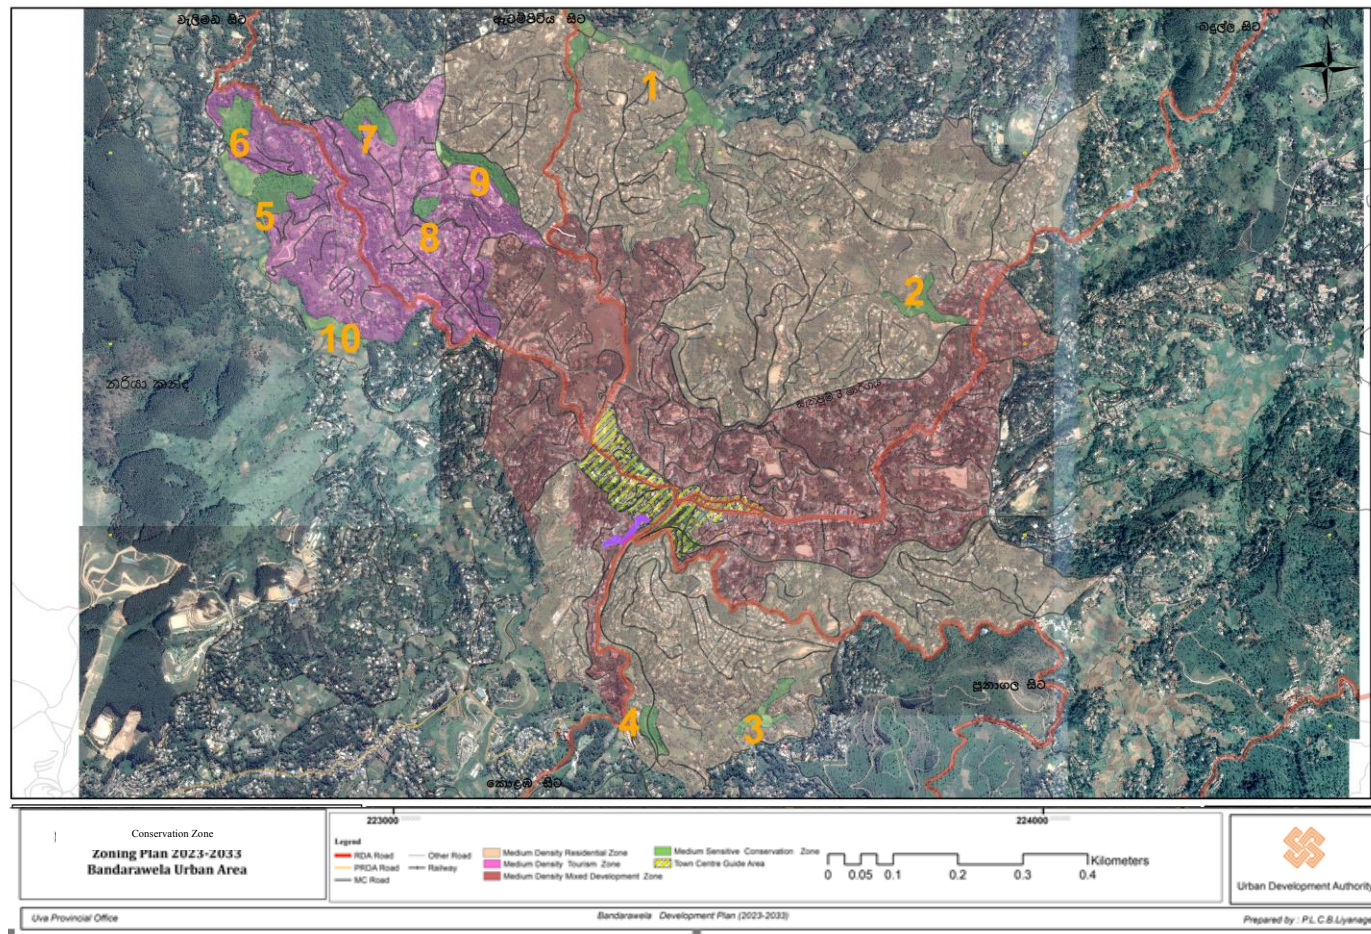 වැලිමඩ සිට
ඇටම්පිටිය සිට
බදුල්ල සිට
N
1
6
7
9
5
8
2
10
නරියා කන්ද
පූනාගල සිට
4
3
කොළඹ සිට
223000
224000
Conservation Zone
Zoning Plan 2023-2033
Bandarawela Urban Area
Legend
RDA Road
PRDA Road
MC Road
Other Road
Railway
Medium Density Residential Zone
Medium Density Tourism Zone
Medium Density Mixed Development Zone
Medium Sensitive Conservation Zone
Town Centre Guide Area
0 0.05 0.1 0.2 0.3 0.4
Kilometers
Urban Development Authority
Uva Provincial Office
Bandarawela Development Plan (2023-2033)
Prepared by : P.L.C.B.Liyanage